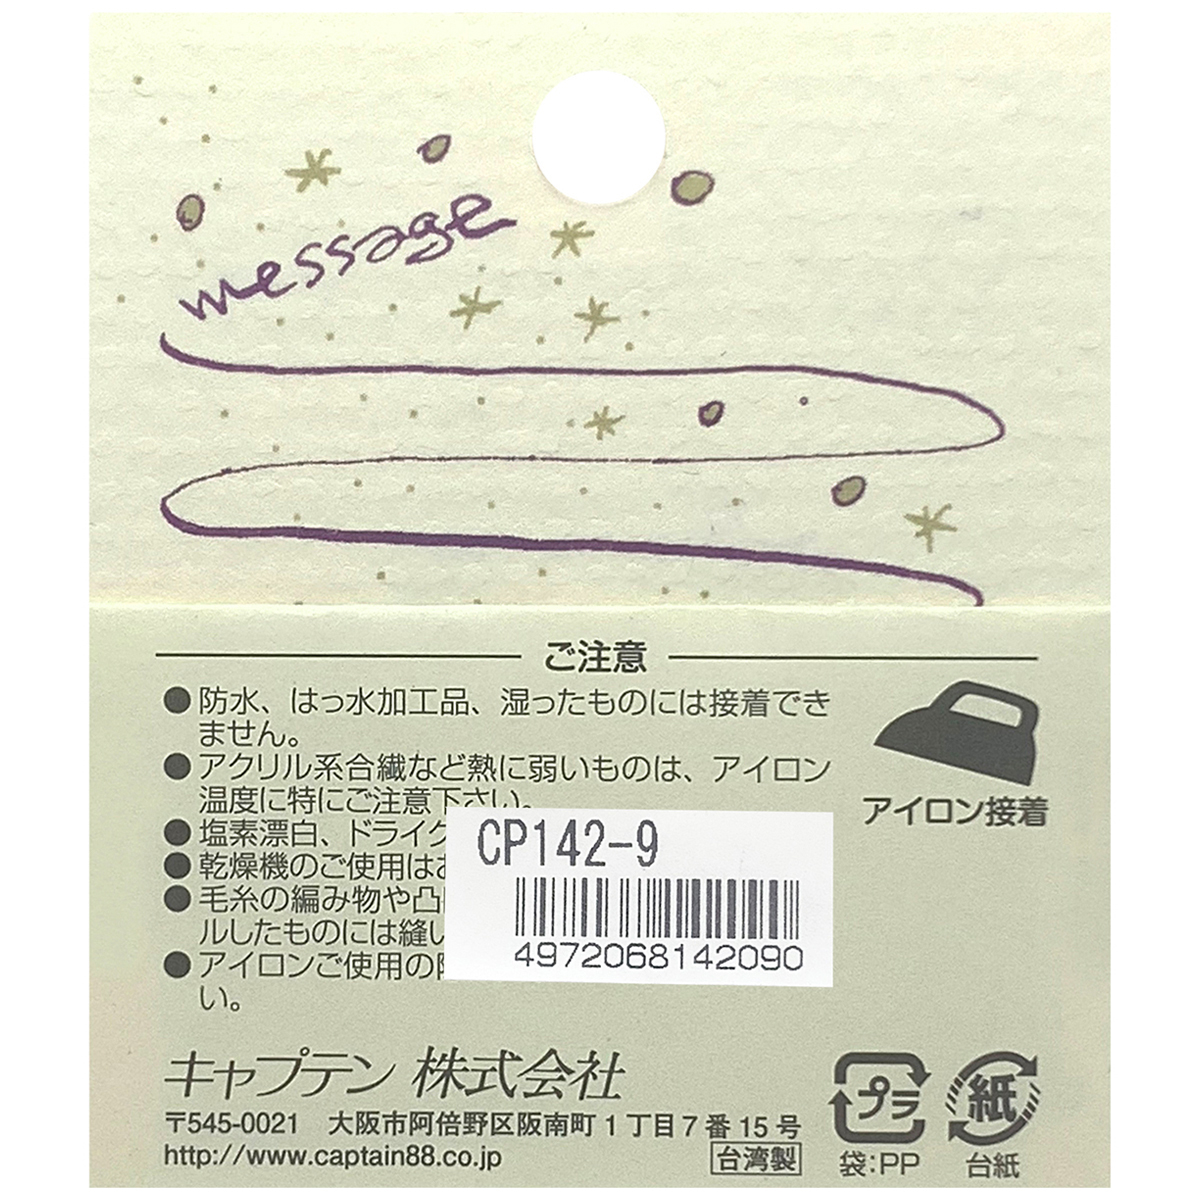 message
ご注意
●防水、はっ水加工品、湿ったものには接着でき
ません。
●アクリル系合繊など熱に弱いものは、アイロン
温度に特にご注意下さい。
●塩素漂白、ドライク
●乾燥機のご使用はお
●毛糸の編み物や凸
ルしたものには縫い
●アイロンご使用の
い。
アイロン接着
CP142-9
4972068142090
キャプテン 株式会社
〒545-0021 大阪市阿倍野区阪南町1丁目7番15号
http://www.captain88.co.jp
台湾製
プラ
袋:PP
紙
台紙